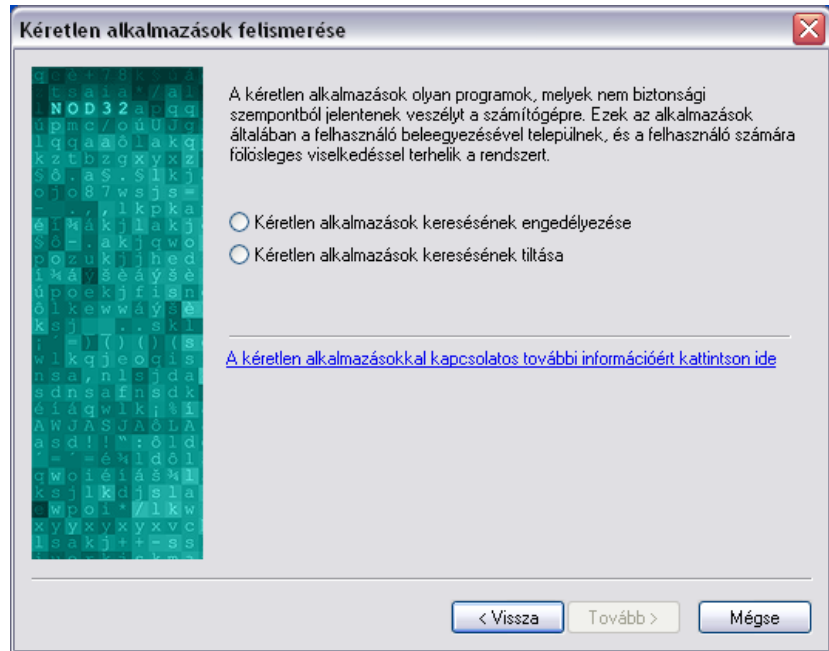 Kéretlen alkalmazások felismerése
NOD32
A kéretlen alkalmazások olyan programok, melyek nem biztonsági
szempontból jelentenek veszélyt a számítógépre. Ezek az alkalmazások
általában a felhasználó beleegyezésével települnek, és a felhasználó számára
fölösleges viselkedéssel terhelik a rendszert.
Kéretlen alkalmazások keresésének engedélyezése
Kéretlen alkalmazások keresésének tiltása
A kéretlen alkalmazásokkal kapcsolatos további információért kattintson ide
< Vissza
Tovább >
Mégse